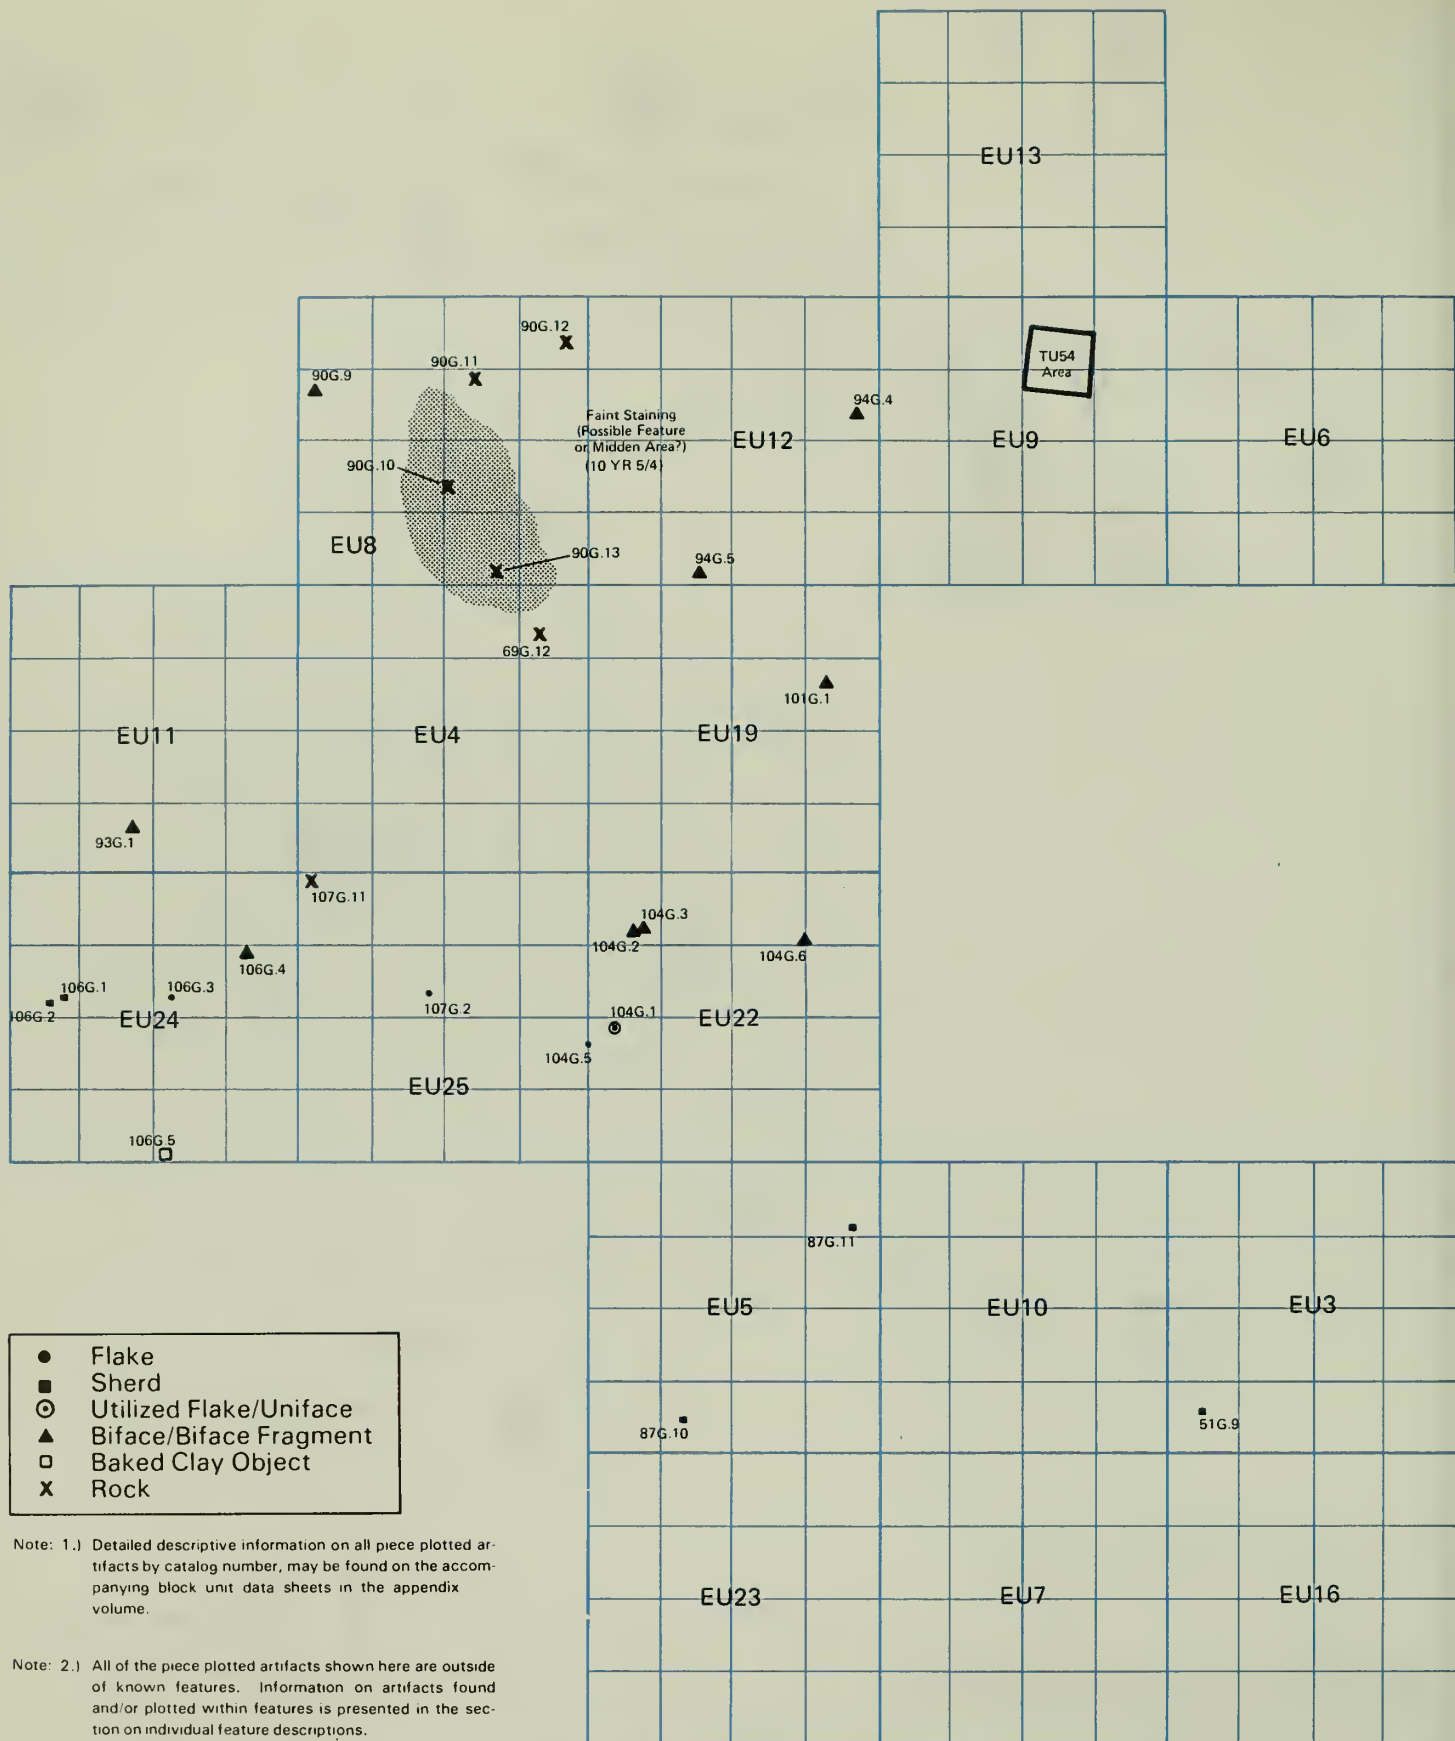 EU13
90G.12
TU54
Area
90G.11
90G.9
94G.4
Faint Staining
(Possible Feature
or Midden Area?)
(10 YR 5/4)
EU12
EU9
EU6
90G.10
EU8
90G.13
94G.5
69G.12
101G.1
EU11
EU4
EU19
93G.1
107G.11
104G.3
104G.2
104G.6
106G.4
106G.1
106G.3
106G.2
107G.2
104G.1
EU24
EU22
104G.5
EU25
106G.5
87G.11
EU5
EU10
EU3
87G.10
51G.9
Flake
Sherd
Utilized Flake/Uniface
Biface/Biface Fragment
Baked Clay Object
Rock
EU23
EU7
EU16
Note: 1.) Detailed descriptive information on all piece plotted ar-
tifacts by catalog number, may be found on the accom-
panying block unit data sheets in the appendix
volume.
Note: 2.) All of the piece plotted artifacts shown here are outside
of known features. Information on artifacts found
and/or plotted within features is presented in the sec-
tion on individual feature descriptions.